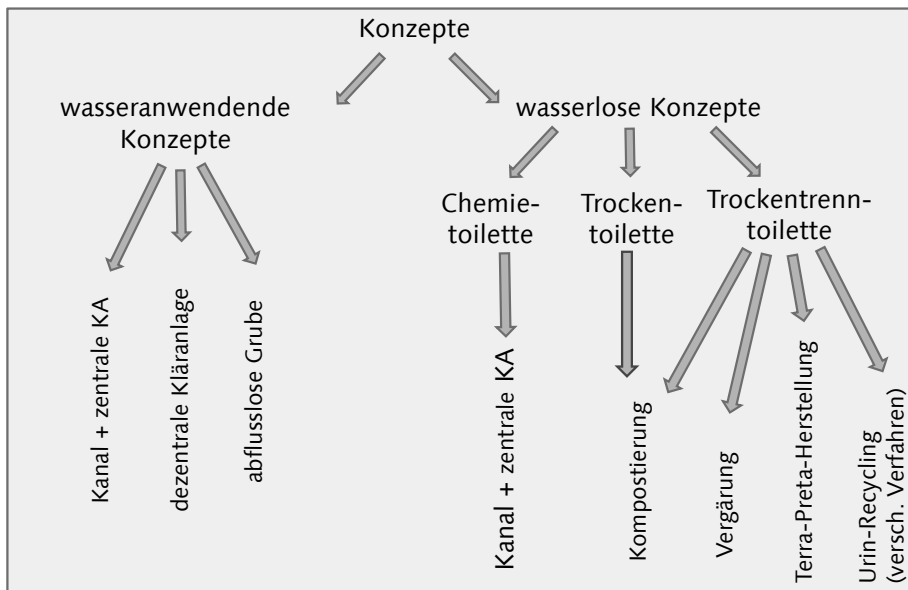 Konzepte
wasseranwendende
Konzepte
wasserlose Konzepte
Chemie-
toilette
Trocken-
toilette
Trockentrenn-
toilette
Kanal + zentrale KA
dezentrale Kläranlage
abflusslose Grube
Kanal + zentrale KA
Kompostierung
Vergärung
Terra-Preta-Herstellung
Urin-Recycling
(versch. Verfahren)